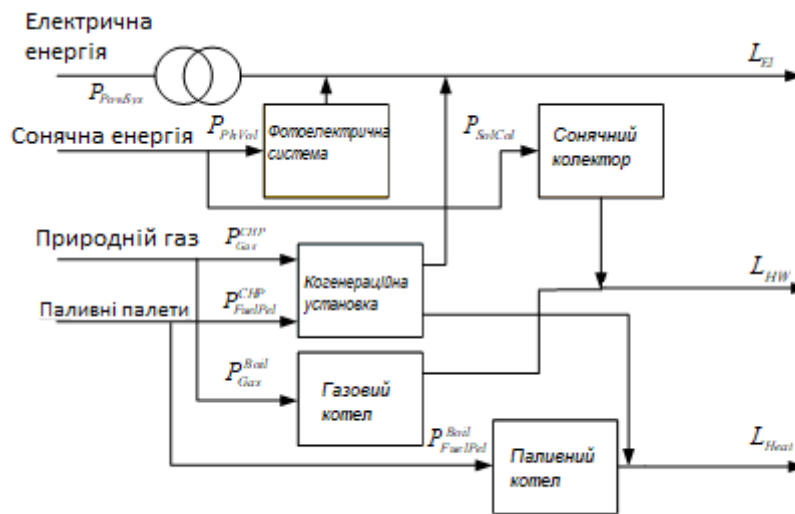 Електрична
енергія
L_El
P_PowSys
Сонячна енергія
P_PhVol
Фотоелектрична
система
P_SolCol
Сонячний
колектор
Природній газ
P_Gas^CHP
Когенераційна
установка
L_HW
Паливні палети
P_FuelPel^CHP
P_Gas^Boil
Газовий
котел
P_FuelPel^Boil
Паливний
котел
L_Heat